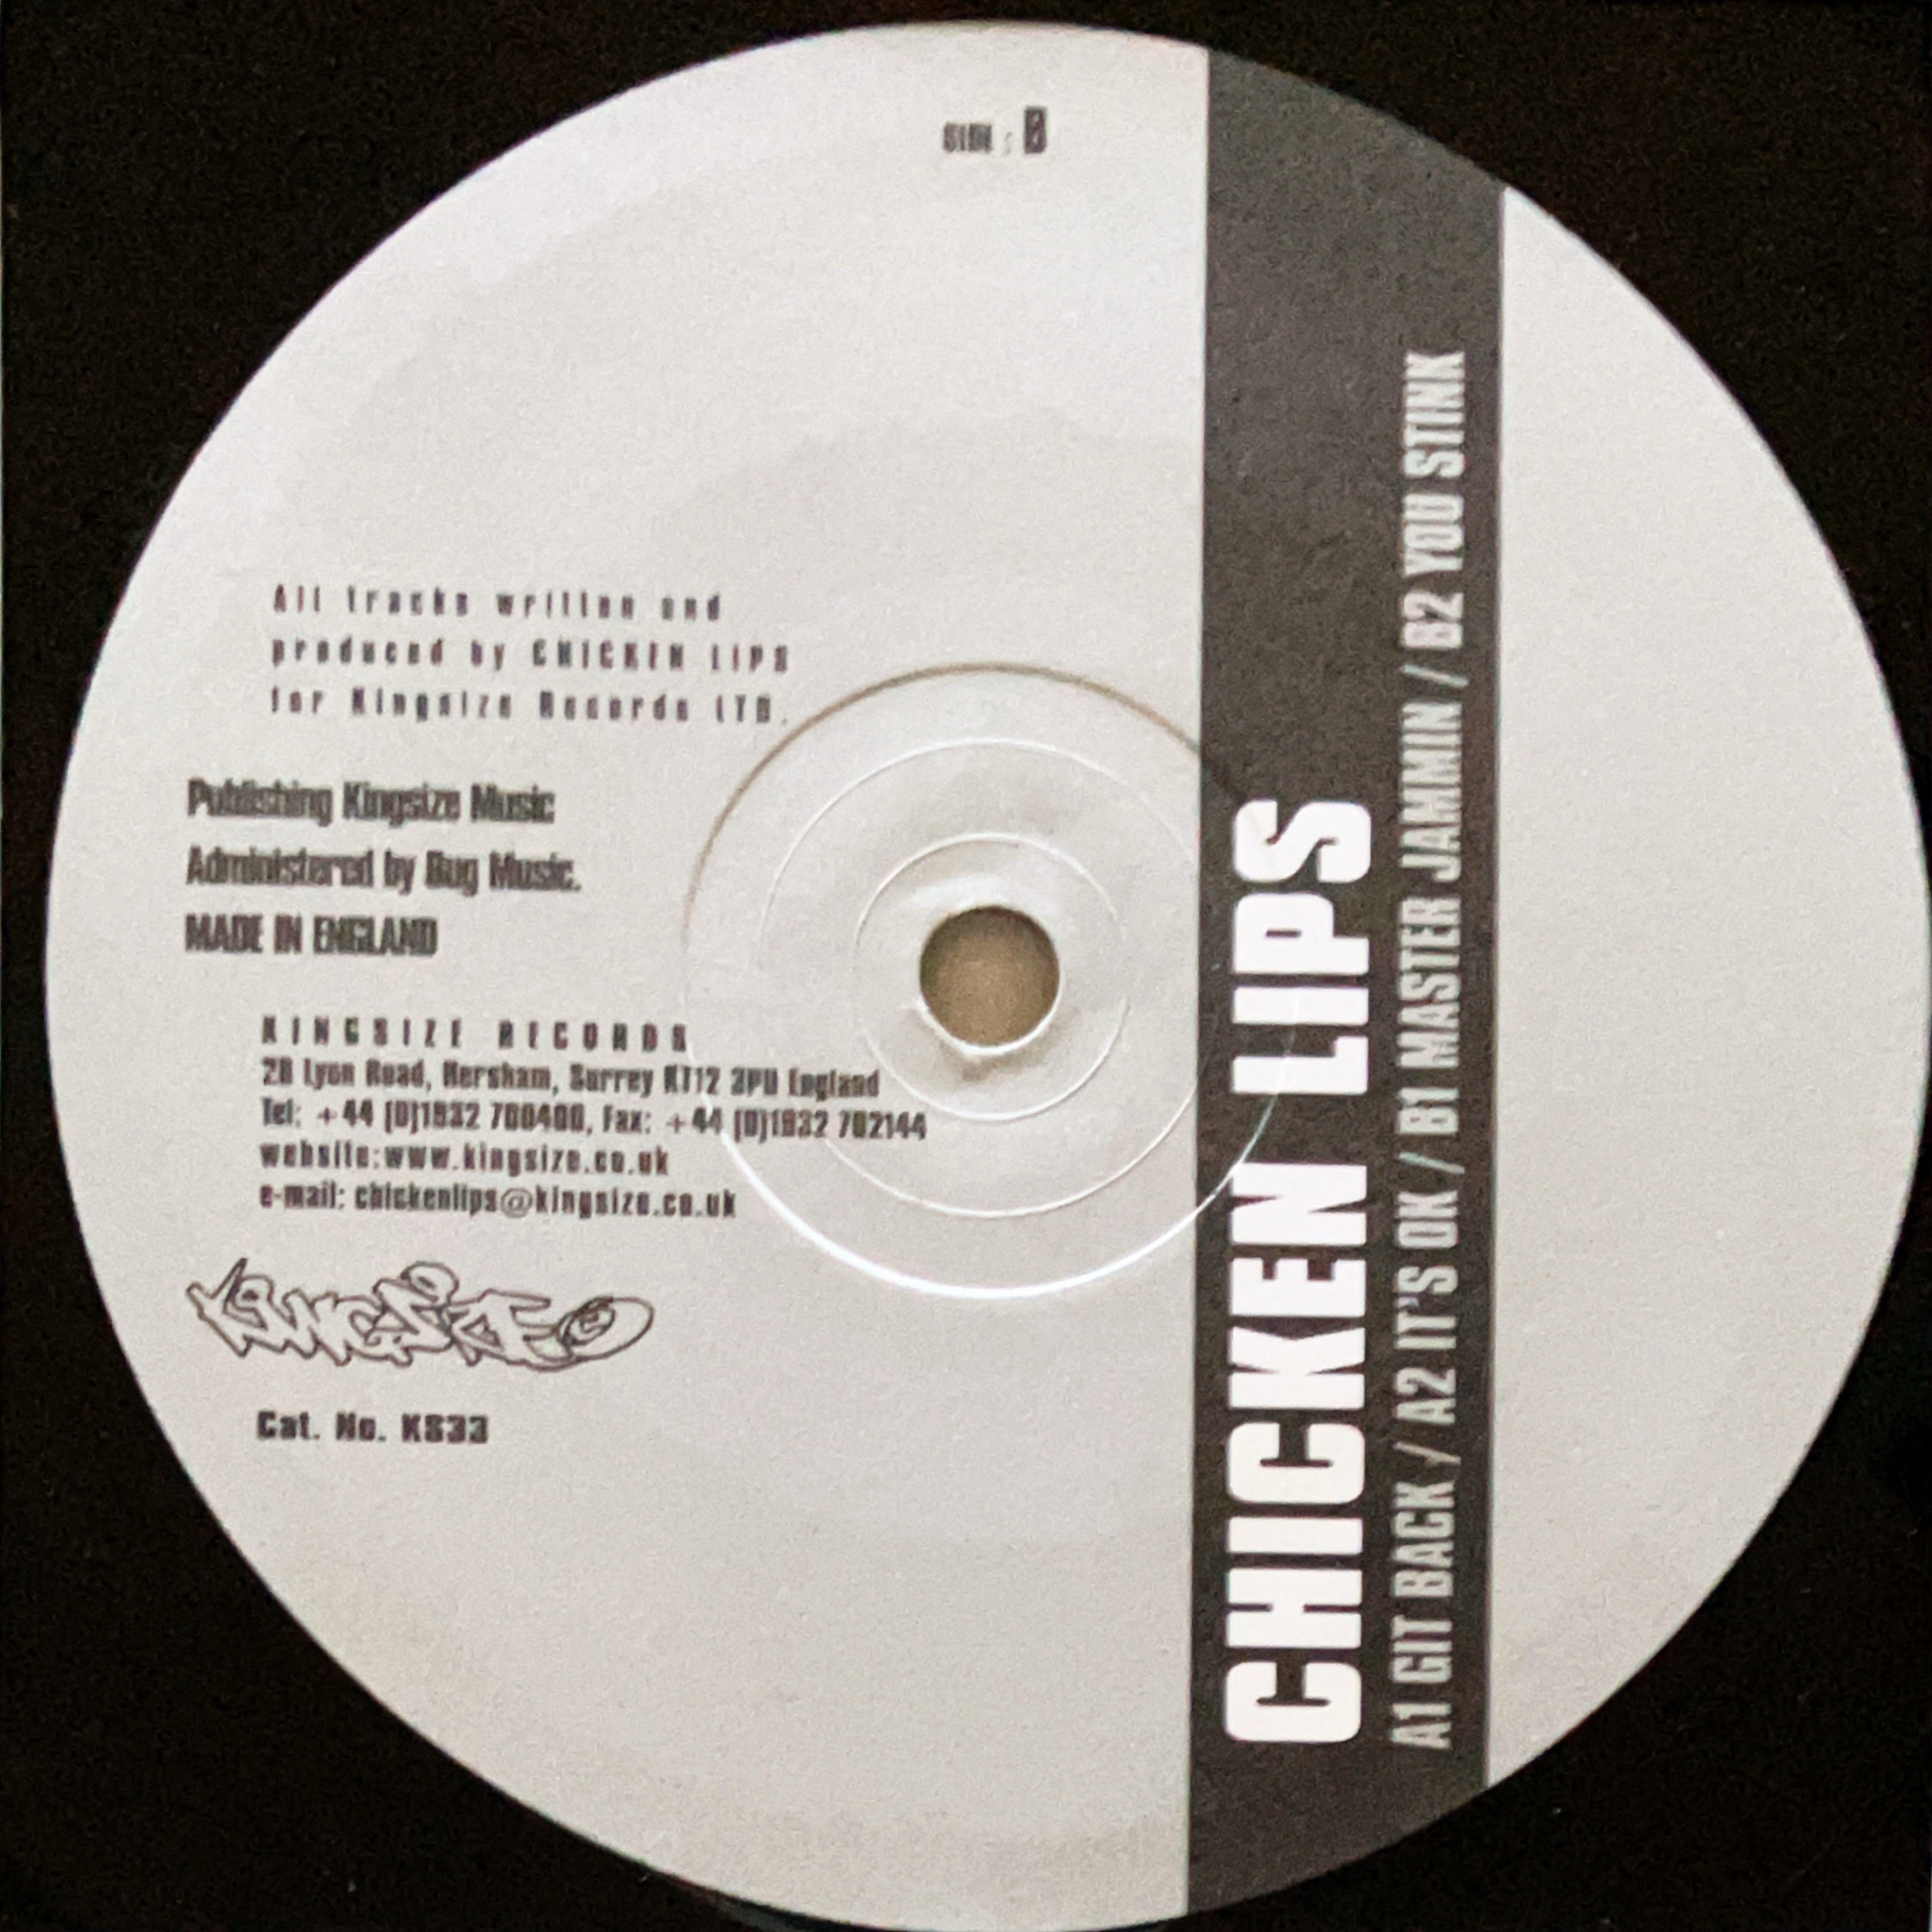 SIDE : B
All tracks written and
produced by CHICKEN LIPS
for Kingsize Records LTD.
Publishing Kingsize Music
Administered by Bug Music.
MADE IN ENGLAND
KINGSIZE RECORDS
Lyon Road, Hersham, Surrey KT12 England
Tel: +44 (0)1932 Fax: +44 (0)1932 702144
website:www.kingsize.co.uk
e-mail: chickenlips@kingsize.co.uk
KINGSIZE
Cat. No. KS33
CHICKEN LIPS
A1 GIT BACK / A2 IT'S OK / B1 MASTER JAMMIN / B2 YOU STINK